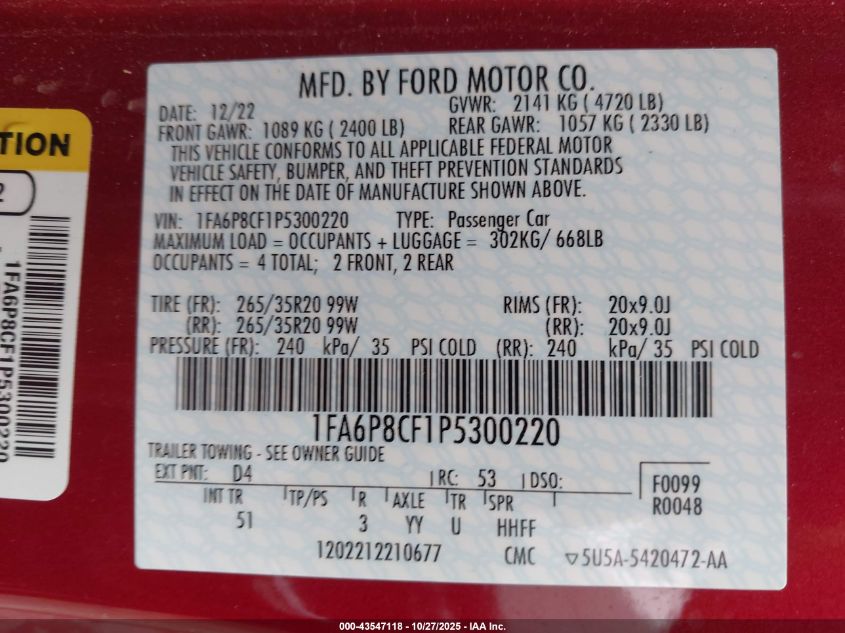 MFD. BY FORD MOTOR CO.
DATE: 12/22 GVWR: 2141 KG ( 4720 LB)
FRONT GAWR: 1089 KG ( 2400 LB) REAR GAWR: 1057 KG ( 2330 LB)
THIS VEHICLE CONFORMS TO ALL APPLICABLE FEDERAL MOTOR
VEHICLE SAFETY, BUMPER, AND THEFT PREVENTION STANDARDS
IN EFFECT ON THE DATE OF MANUFACTURE SHOWN ABOVE.
VIN: 1FA6P8CF1P5300220 TYPE: Passenger Car
MAXIMUM LOAD = OCCUPANTS + LUGGAGE = 302KG/ 668LB
OCCUPANTS = 4 TOTAL; 2 FRONT, 2 REAR
TIRE (FR): 265/35R20 99W RIMS (FR): 20x9.0J
(RR): 265/35R20 99W (RR): 20x9.0J
PRESSURE (FR): 240 kPa/ 35 PSI COLD (RR): 240 kPa/ 35 PSI COLD
1FA6P8CF1P5300220
TRAILER TOWING - SEE OWNER GUIDE
EXT PNT: D4 RC: 53 DSO: F0099
R0048
INT TR TP/PS R AXLE TR SPR
51 3 YY U HHFF
1202212210677 CMC ▽5U5A-5420472-AA
TION
2
1FA6P8CF1P5300220
000-43547118 - 10/27/2025 - IAA Inc.